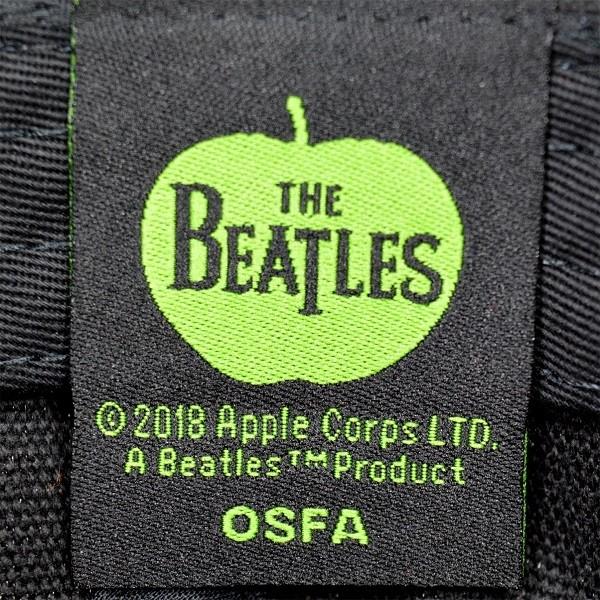 THE
BEATLES
© 2018 Apple Corps LTD.
A Beatles™ Product
OSFA